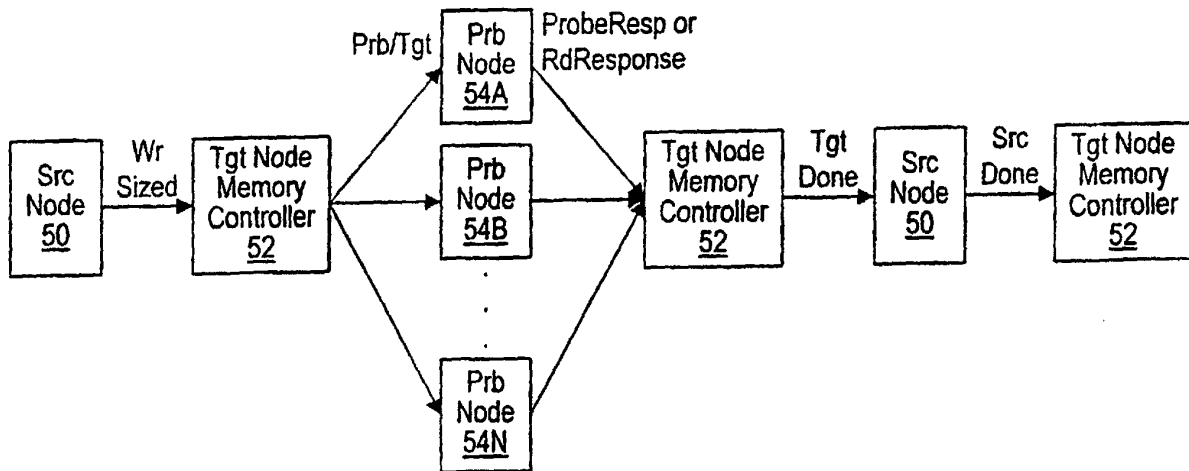 Src
Node
50
Wr
Sized
Tgt Node
Memory
Controller
52
Prb/Tgt
Prb
Node
54A
ProbeResp or
RdResponse
Prb
Node
54B
Prb
Node
54N
Tgt Node
Memory
Controller
52
Tgt
Done
Src
Node
50
Src
Done
Tgt Node
Memory
Controller
52